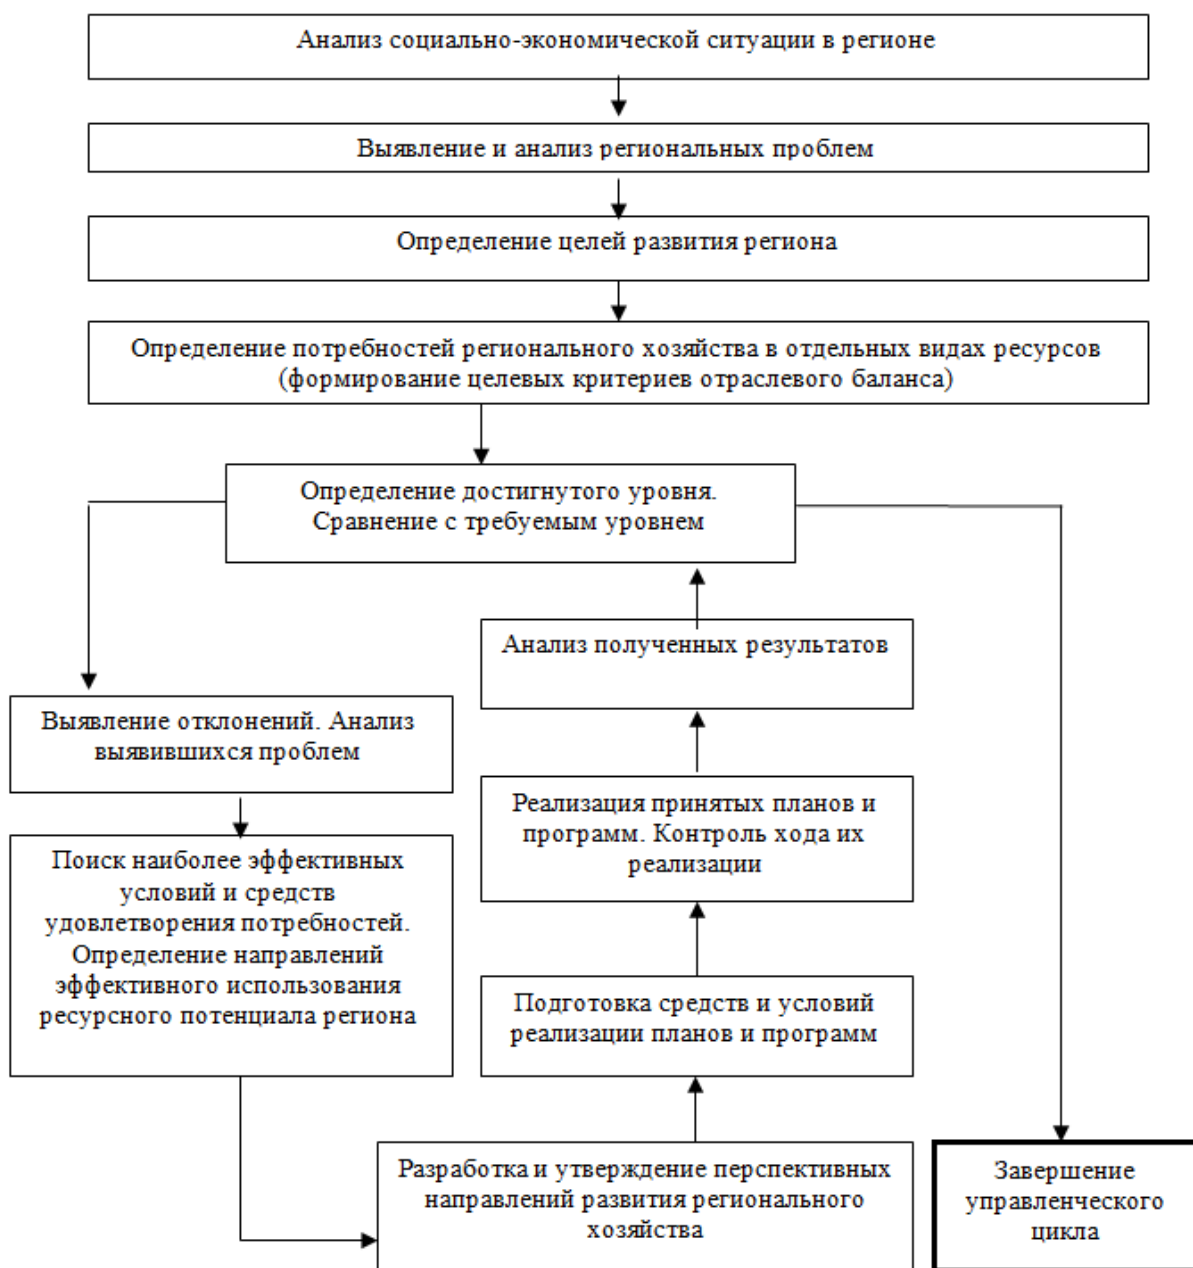 Анализ социально-экономической ситуации в регионе
Выявление и анализ региональных проблем
Определение целей развития региона
Определение потребностей регионального хозяйства в отдельных видах ресурсов
(формирование целевых критериев отраслевого баланса)
Определение достигнутого уровня.
Сравнение с требуемым уровнем
Анализ полученных результатов
Выявление отклонений. Анализ
выявившихся проблем
Реализация принятых планов и
программ. Контроль хода их
реализации
Поиск наиболее эффективных
условий и средств
удовлетворения потребностей.
Определение направлений
эффективного использования
ресурсного потенциала региона
Подготовка средств и условий
реализации планов и программ
Разработка и утверждение перспективных
направлений развития регионального
хозяйства
Завершение
управленческого
цикла